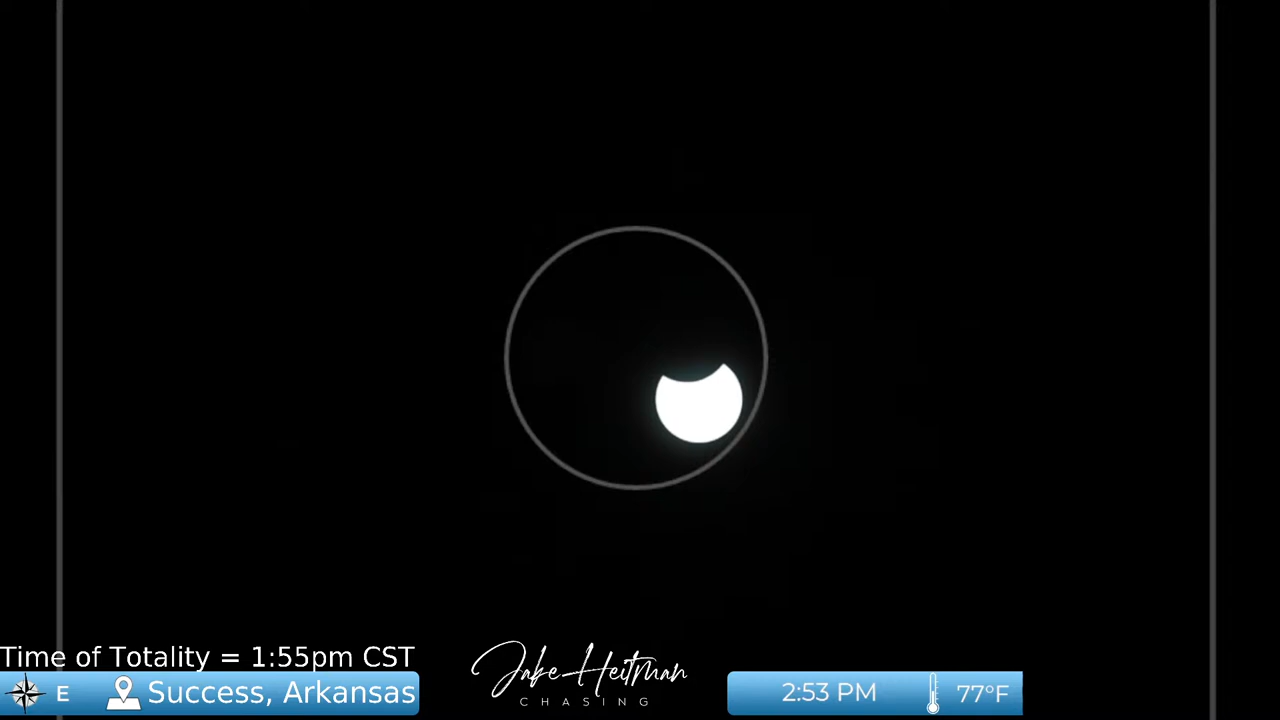 Time of Totality = 1:55pm CST
E
Success, Arkansas
Jake Heitman
CHASING
2:53 PM
77°F